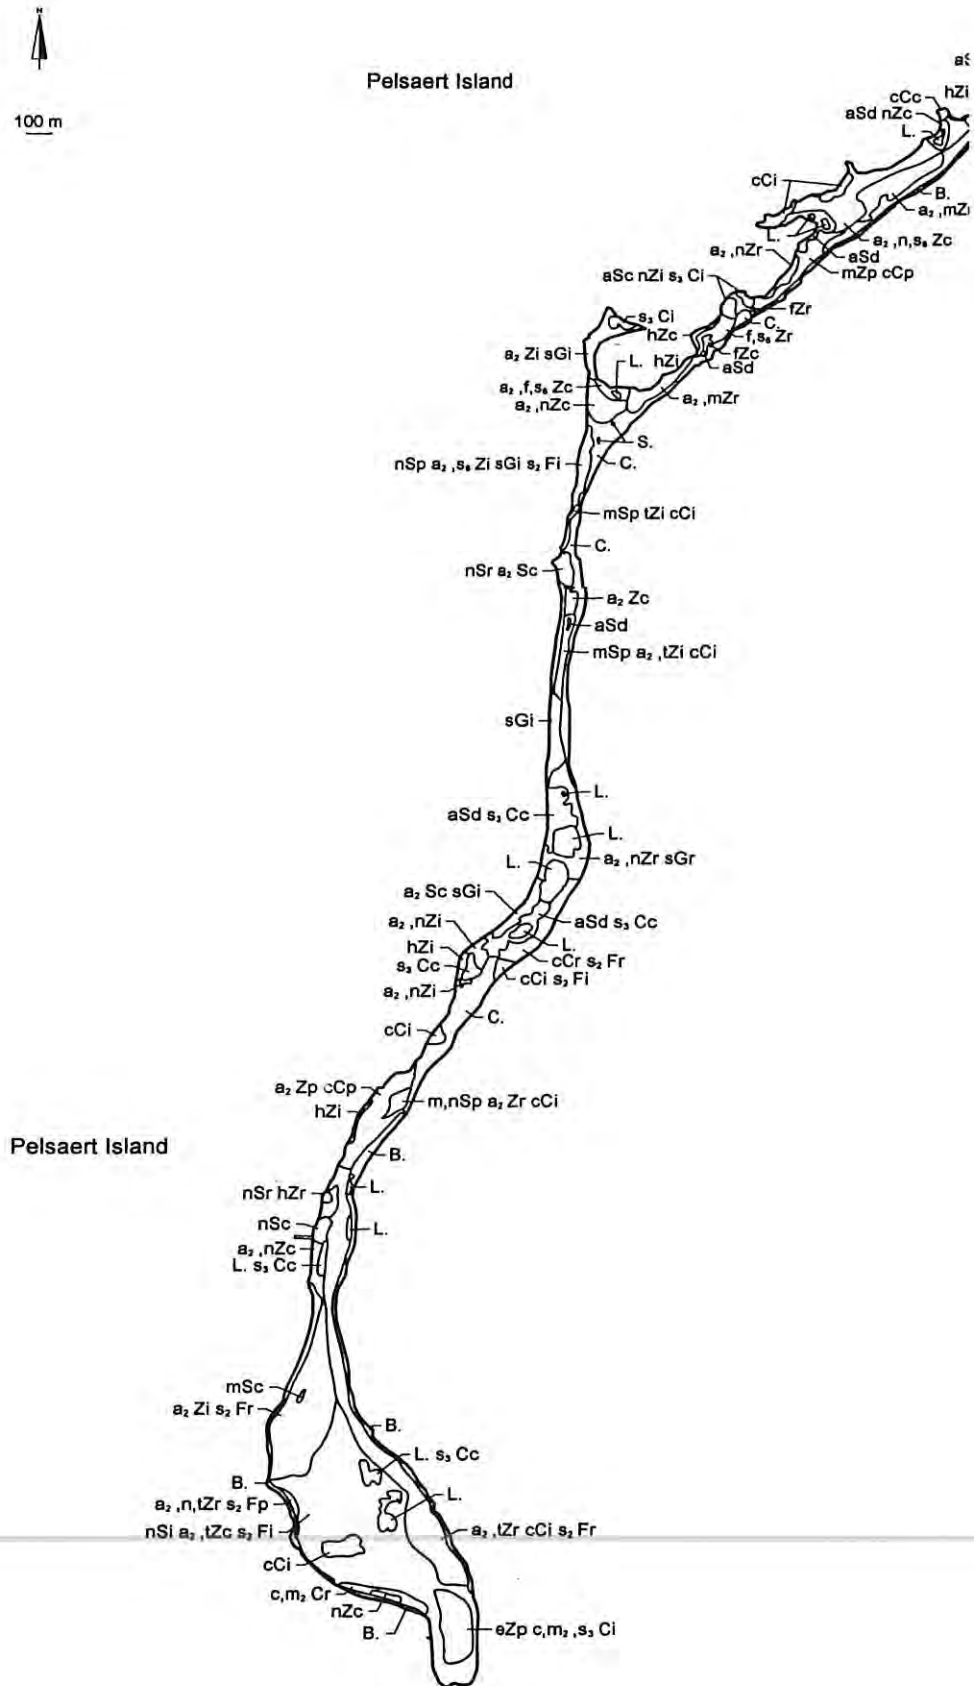 N
Pelsaert Island
100 m
cCc
hZi
aSd nZc
L.
cCi
B.
L.
a₂ ,n,s₆ Zc
a₂ ,nZr
aSd
mZp cCp
aSc nZi s₃ Ci
fZr
s₃ Ci
C.
hZc
f,s₆ Zr
a₂ Zi sGi
fZc
L. hZi
aSd
a₂ ,f,s₆ Zc
a₂ ,mZr
a₂ ,nZc
S.
nSp a₂ ,s₆ Zi sGi s₂ Fi
C.
mSp tZi cCi
C.
nSr a₂ Sc
a₂ Zc
aSd
mSp a₂ ,tZi cCi
sGi
L.
aSd s₃ Cc
L.
L.
a₂ ,nZr sGr
a₂ Sc sGi
aSd s₃ Cc
a₂ ,nZi
L.
hZi
cCr s₂ Fr
s₃ Cc
cCi s₂ Fi
a₂ ,nZi
C.
cCi
a₂ Zp cCp
m,nSp a₂ Zr cCi
hZi
Pelsaert Island
B.
L.
nSr hZr
nSc
L.
a₂ ,nZc
L. s₃ Cc
mSc
a₂ Zi s₂ Fr
B.
L. s₃ Cc
B.
L.
a₂ ,n,tZr s₂ Fp
nSi a₂ ,tZc s₂ Fi
a₂ ,tZr cCi s₂ Fr
cCi
c,m₂ Cr
nZc
B.
eZp c,m₂ ,s₃ Ci